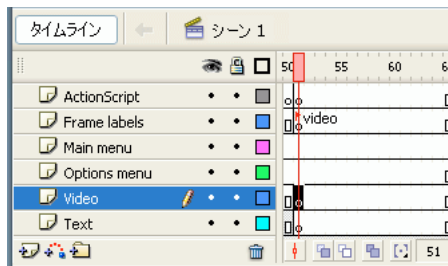 タイムライン シーン 1
50 55 60 6
ActionScript
Frame labels video
Main menu
Options menu
Video
Text
51